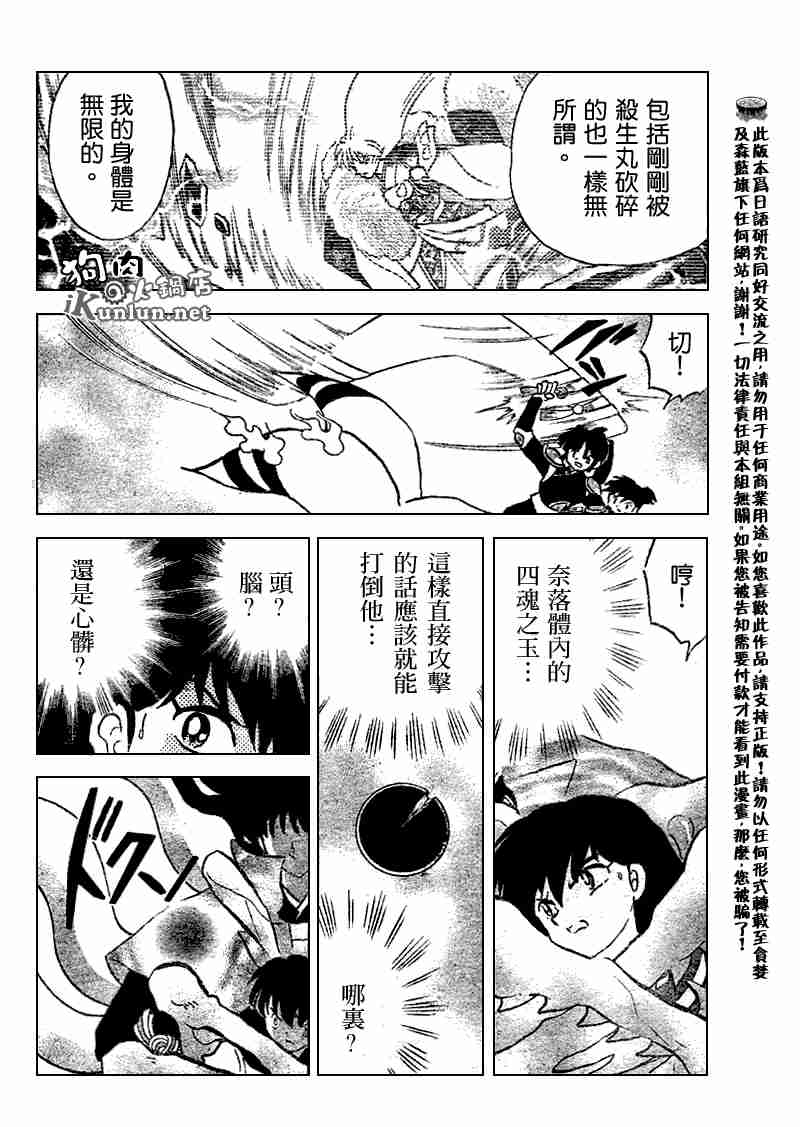 包括剛剛被
殺生丸砍碎
的也一樣無
所謂。
我的身體是
無限的。
狗肉
の火鍋店
iKunlun.net
切!
哼!
奈落體內的
四魂之玉…
這樣直接攻擊
的話應該就能
打倒他…
哪裏?
頭?
腦?
還是心髒?
ドクン
此版本爲日語研究同好交流之用,請勿用于任何商業用途。如您喜歡此作品,請支持正版!請勿以任何形式轉載至貪婪
及森藍旗下任何網站,謝謝!一切法律責任與本組無關。如果您被告知需要付款才能看到此漫畫,那麽,您被騙了!